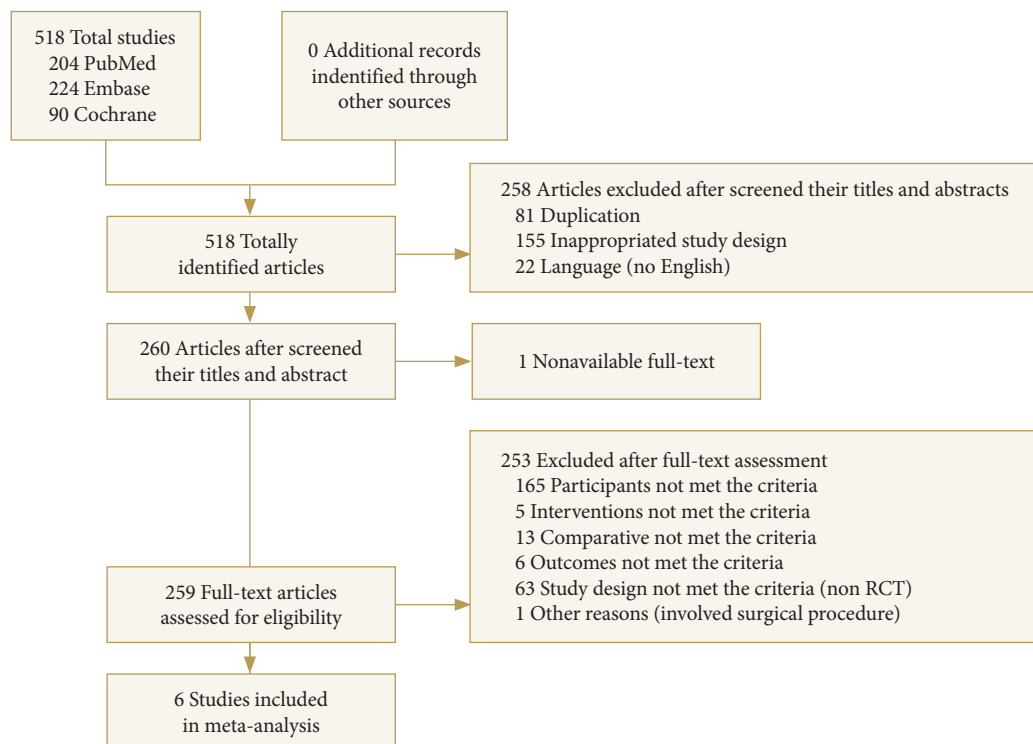 518 Total studies
204 PubMed
224 Embase
90 Cochrane
0 Additional records
indentified through
other sources
518 Totally
identified articles
258 Articles excluded after screened their titles and abstracts
81 Duplication
155 Inappropriated study design
22 Language (no English)
260 Articles after screened
their titles and abstract
1 Nonavailable full-text
259 Full-text articles
assessed for eligibility
253 Excluded after full-text assessment
165 Participants not met the criteria
5 Interventions not met the criteria
13 Comparative not met the criteria
6 Outcomes not met the criteria
63 Study design not met the criteria (non RCT)
1 Other reasons (involved surgical procedure)
6 Studies included
in meta-analysis